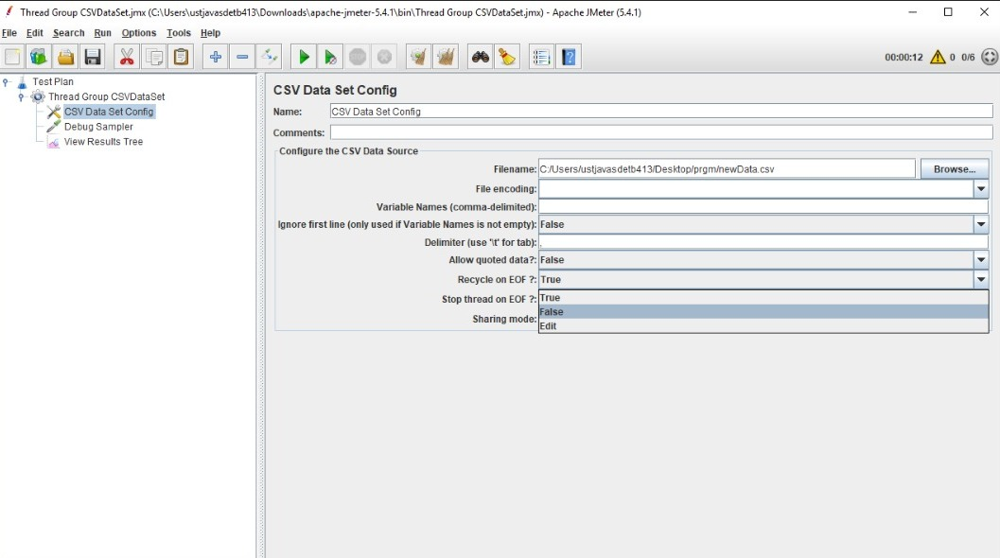 Thread Group CSVDataSet.jmx (C:\Users\ustjavasdetb413\Downloads\apache-jmeter-5.4.1\bin\Thread Group CSVDataSet.jmx) - Apache JMeter (5.4.1)
File Edit Search Run Options Tools Help
00:00:12 0 0/6
Test Plan
Thread Group CSVDataSet
CSV Data Set Config
Debug Sampler
View Results Tree
CSV Data Set Config
Name: CSV Data Set Config
Comments:
Configure the CSV Data Source
Filename: C:/Users/ustjavasdetb413/Desktop/prgm/newData.csv Browse...
File encoding:
Variable Names (comma-delimited):
Ignore first line (only used if Variable Names is not empty): False
Delimiter (use '\t' for tab): ,
Allow quoted data?: False
Recycle on EOF ?: True
Stop thread on EOF ?: True
False
Sharing mode: Edit